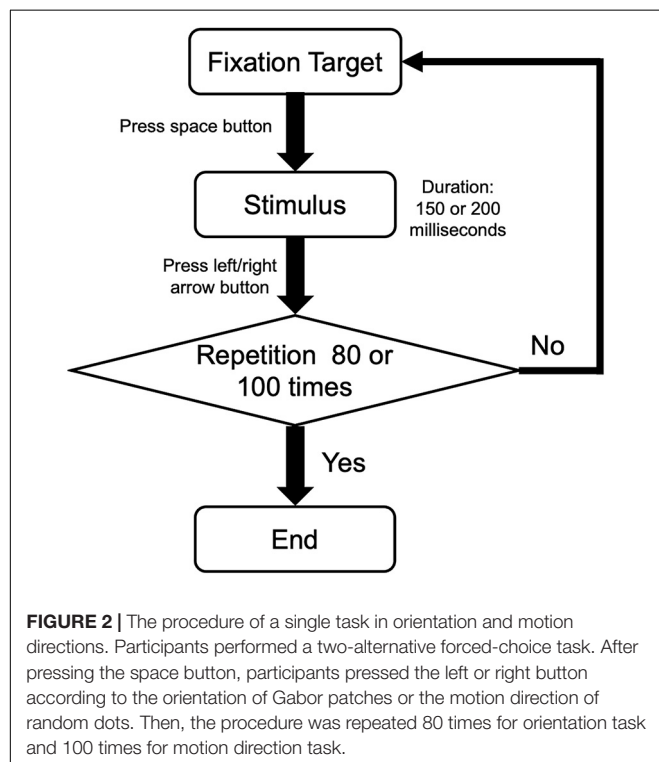 Fixation Target
Press space button
Stimulus
Duration:
150 or 200
milliseconds
Press left/right
arrow button
Repetition 80 or
100 times
No
Yes
End
FIGURE 2 | The procedure of a single task in orientation and motion
directions. Participants performed a two-alternative forced-choice task. After
pressing the space button, participants pressed the left or right button
according to the orientation of Gabor patches or the motion direction of
random dots. Then, the procedure was repeated 80 times for orientation task
and 100 times for motion direction task.